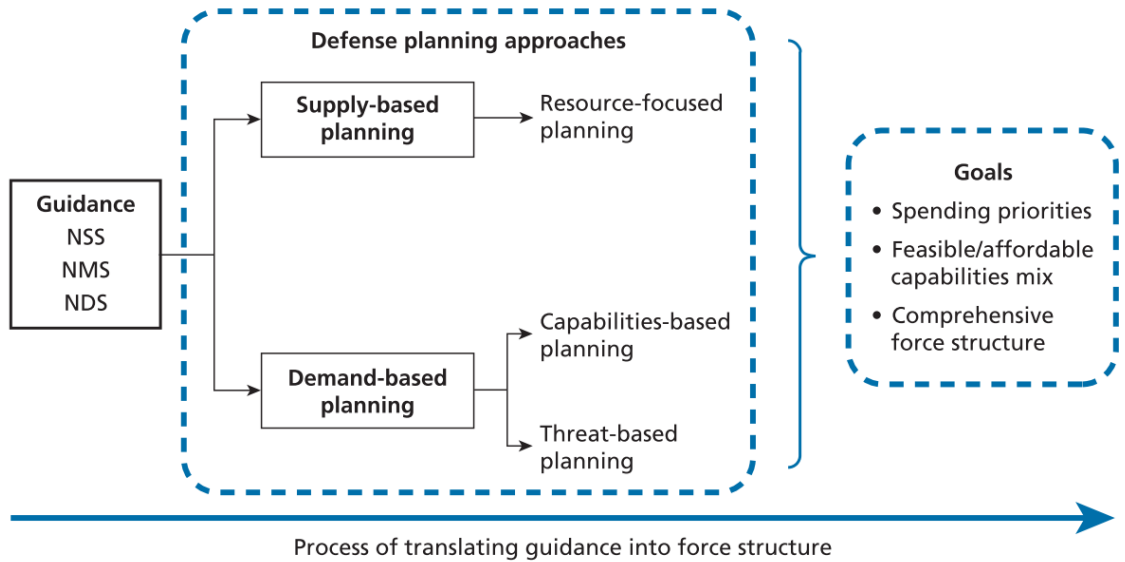 Defense planning approaches
Guidance
NSS
NMS
NDS
Supply-based
planning
Resource-focused
planning
Demand-based
planning
Capabilities-based
planning
Threat-based
planning
Goals
• Spending priorities
• Feasible/affordable
capabilities mix
• Comprehensive
force structure
Process of translating guidance into force structure